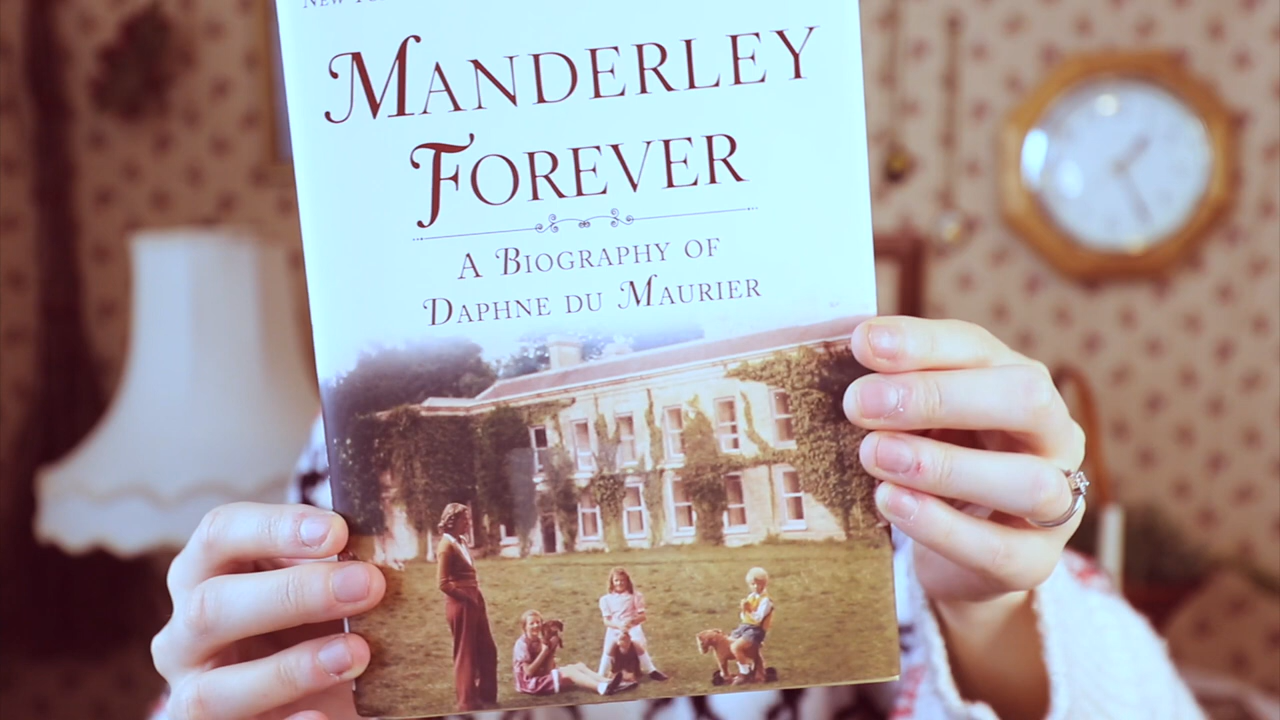 MANDERLEY
FOREVER
A BIOGRAPHY OF
DAPHNE DU MAURIER